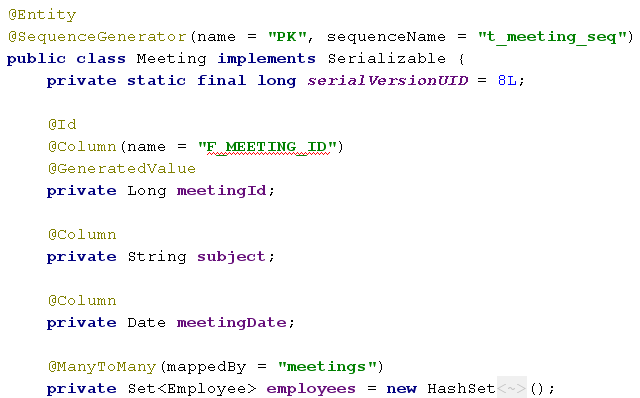 @Entity
@SequenceGenerator(name = "PK", sequenceName = "t_meeting_seq")
public class Meeting implements Serializable {
    private static final long serialVersionUID = 8L;
    @Id
    @Column(name = "F_MEETING_ID")
    @GeneratedValue
    private Long meetingId;
    @Column
    private String subject;
    @Column
    private Date meetingDate;
    @ManyToMany(mappedBy = "meetings")
    private Set<Employee> employees = new HashSet<~>();